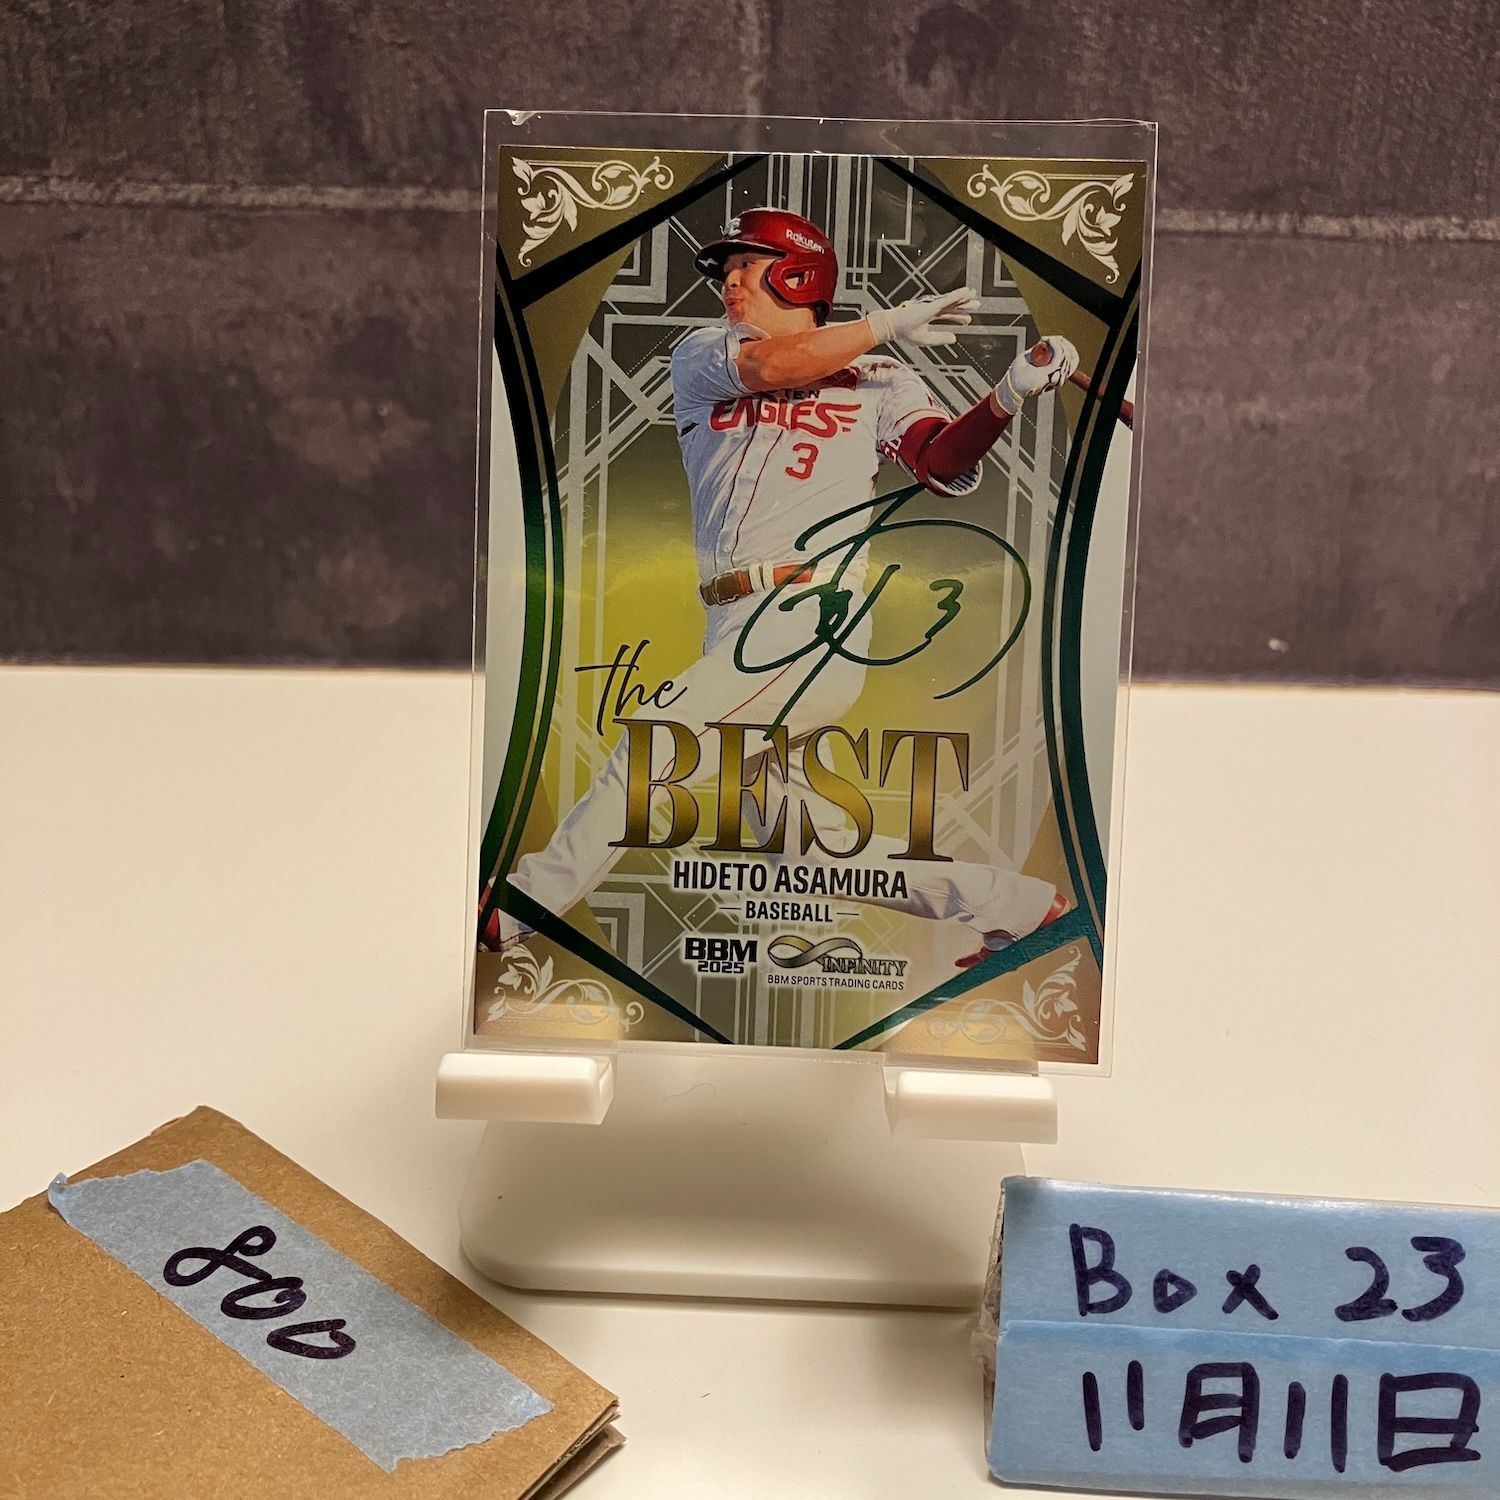 Rakuten
EAGLES
3
3
the
BEST
HIDETO ASAMURA
BASEBALL
BBM
2025
INFINITY
BBM SPORTS TRADING CARDS
800
Box 23
11月11日